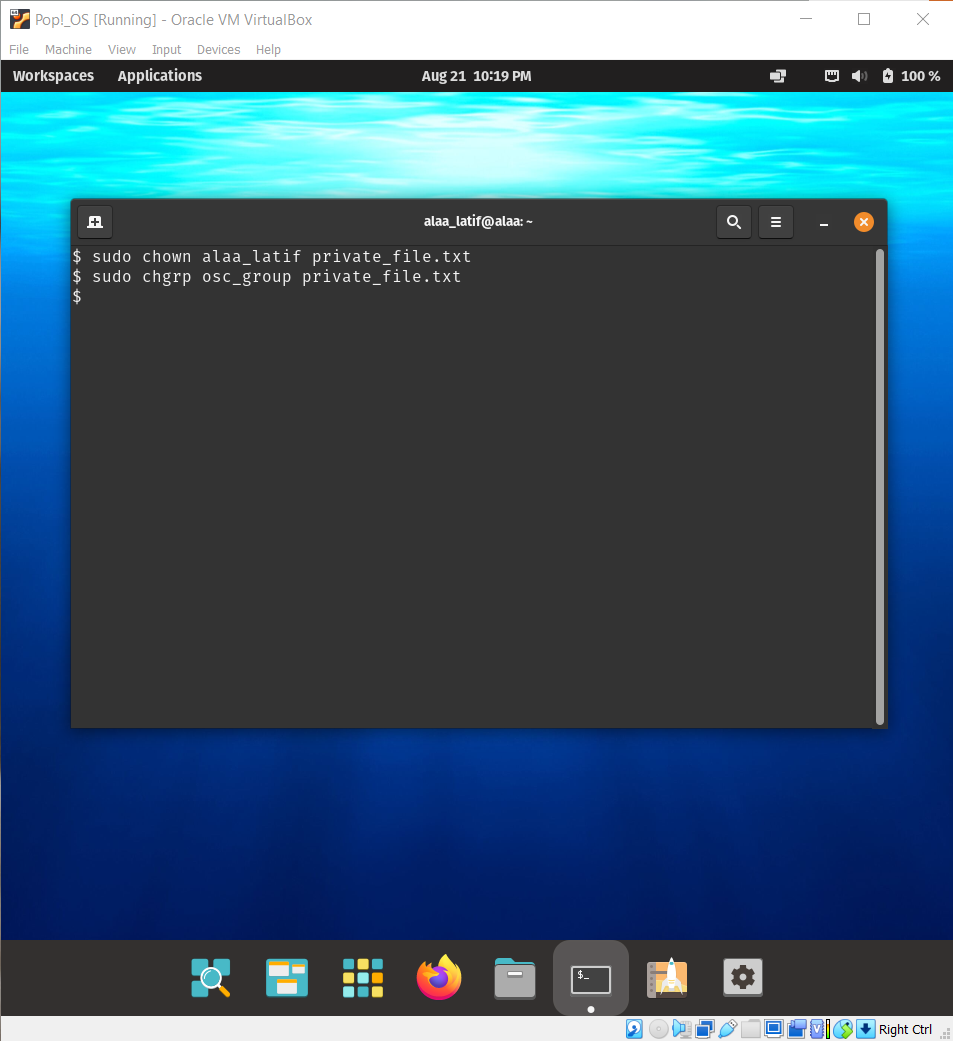 Pop!_OS [Running] - Oracle VM VirtualBox
File Machine View Input Devices Help
Workspaces Applications Aug 21 10:19 PM 100 %
alaa_latif@alaa: ~
$ sudo chown alaa_latif private_file.txt
$ sudo chgrp osc_group private_file.txt
$
$_
Right Ctrl